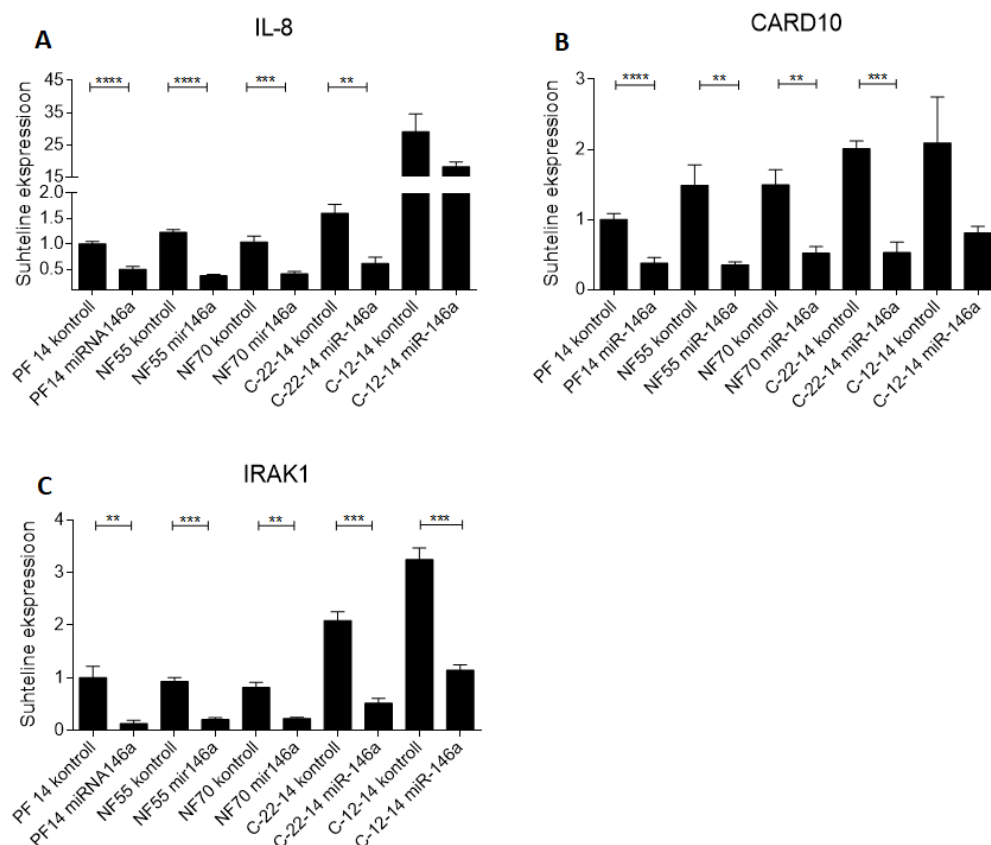 A
IL-8
Suhteline ekspressioon
45
35
25
15
2.0
1.5
1.0
0.5
**** **** *** **
PF 14 kontroll
PF14 miRNA146a
NF55 kontroll
NF55 mir146a
NF70 kontroll
NF70 mir146a
C-22-14 kontroll
C-22-14 miR-146a
C-12-14 kontroll
C-12-14 miR-146a
B
CARD10
Suhteline ekspressioon
3
2
1
0
**** ** ** ***
PF 14 kontroll
PF14 miR-146a
NF55 kontroll
NF55 miR-146a
NF70 kontroll
NF70 miR-146a
C-22-14 kontroll
C-22-14 miR-146a
C-12-14 kontroll
C-12-14 miR-146a
C
IRAK1
Suhteline ekspressioon
4
3
2
1
0
** *** ** *** ***
PF 14 kontroll
PF14 miRNA146a
NF55 kontroll
NF55 mir146a
NF70 kontroll
NF70 mir146a
C-22-14 kontroll
C-22-14 miR-146a
C-12-14 kontroll
C-12-14 miR-146a